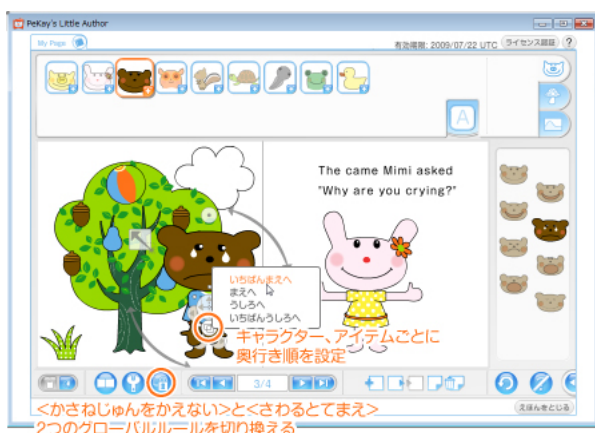 PeKay's Little Author
My Page
有効期限: 2009/07/22 UTC
ライセンス認証
?
A
The came Mimi asked
"Why are you crying?"
いちばんまえへ
まえへ
うしろへ
いちばんうしろへ
キャラクター、アイテムごとに
奥行き順を設定
3/4
<かさねじゅんをかえない>と<さわるとてまえ>
えほんをとじる
2つのグローバルルールを切り換える